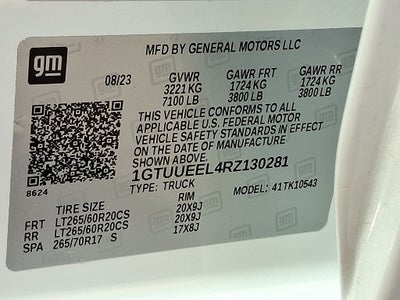 gm
MFD BY GENERAL MOTORS LLC
08/23 GVWR GAWR FRT GAWR RR
3221 KG 1724 KG 1724 KG
7100 LB 3800 LB 3800 LB
THIS VEHICLE CONFORMS TO ALL
APPLICABLE U.S. FEDERAL MOTOR
VEHICLE SAFETY STANDARDS IN EFFECT
ON THE DATE OF MANUFACTURE
SHOWN ABOVE.
8624
1GTUUEEL4RZ130281
TYPE: TRUCK MODEL: 41TK10543
TIRE SIZE RIM
FRT LT265/60R20CS 20X9J
RR LT265/60R20CS 20X9J
SPA 265/70R17 S 17X8J